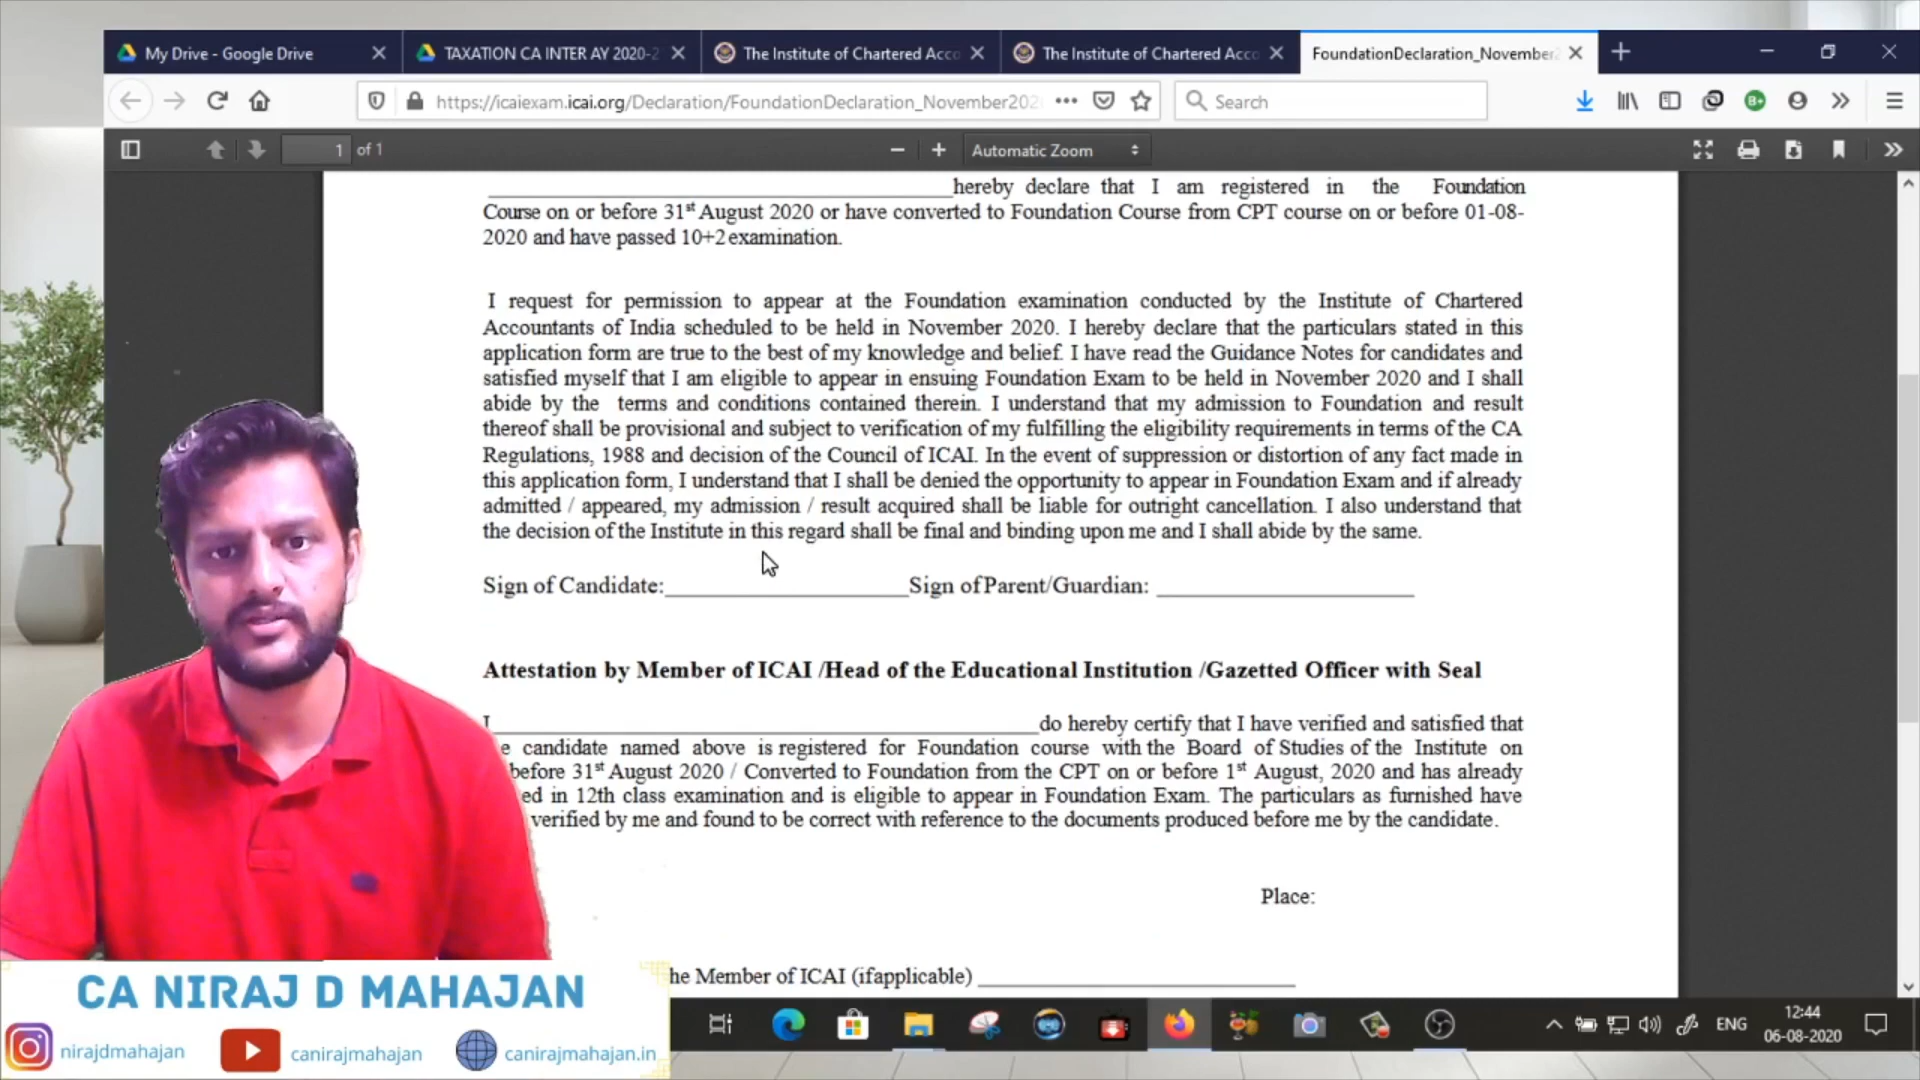 My Drive - Google Drive
TAXATION CA INTER AY 2020-2
The Institute of Chartered Acco
The Institute of Chartered Acco
FoundationDeclaration_November2
https://icaiexam.icai.org/Declaration/FoundationDeclaration_November202
Search
1 of 1
Automatic Zoom
hereby declare that I am registered in the Foundation
Course on or before 31st August 2020 or have converted to Foundation Course from CPT course on or before 01-08-
2020 and have passed 10+2 examination.
I request for permission to appear at the Foundation examination conducted by the Institute of Chartered
Accountants of India scheduled to be held in November 2020. I hereby declare that the particulars stated in this
application form are true to the best of my knowledge and belief. I have read the Guidance Notes for candidates and
satisfied myself that I am eligible to appear in ensuing Foundation Exam to be held in November 2020 and I shall
abide by the terms and conditions contained therein. I understand that my admission to Foundation and result
thereof shall be provisional and subject to verification of my fulfilling the eligibility requirements in terms of the CA
Regulations, 1988 and decision of the Council of ICAI. In the event of suppression or distortion of any fact made in
this application form, I understand that I shall be denied the opportunity to appear in Foundation Exam and if already
admitted / appeared, my admission / result acquired shall be liable for outright cancellation. I also understand that
the decision of the Institute in this regard shall be final and binding upon me and I shall abide by the same.
Sign of Candidate: Sign of Parent/Guardian:
Attestation by Member of ICAI /Head of the Educational Institution /Gazetted Officer with Seal
I do hereby certify that I have verified and satisfied that
candidate named above is registered for Foundation course with the Board of Studies of the Institute on
before 31st August 2020 / Converted to Foundation from the CPT on or before 1st August, 2020 and has already
ed in 12th class examination and is eligible to appear in Foundation Exam. The particulars as furnished have
verified by me and found to be correct with reference to the documents produced before me by the candidate.
Place:
he Member of ICAI (ifapplicable)
CA NIRAJ D MAHAJAN
nirajdmahajan
canirajmahajan
canirajmahajan.in
ENG
12:44
06-08-2020